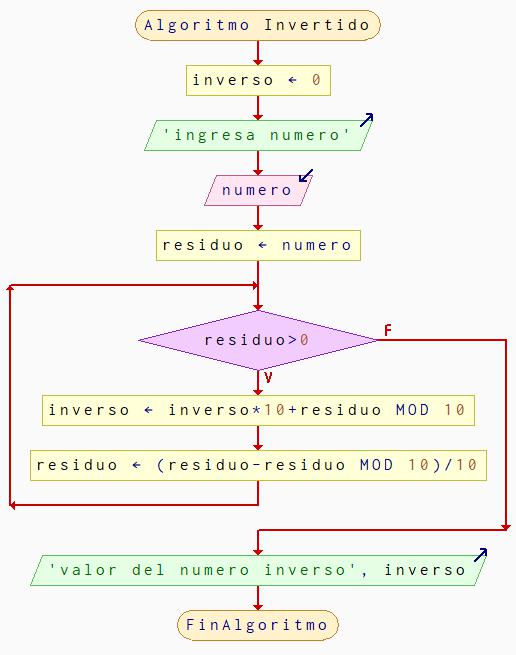 Algoritmo Invertido
inverso ← 0
'ingresa numero'
numero
residuo ← numero
residuo>0
F
V
inverso ← inverso*10+residuo MOD 10
residuo ← (residuo-residuo MOD 10)/10
'valor del numero inverso', inverso
FinAlgoritmo